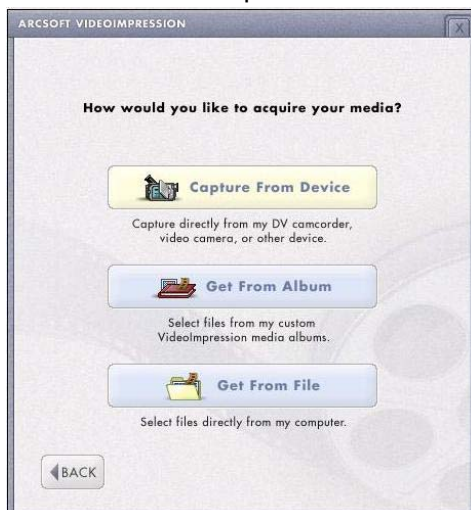 ARCSOFT VIDEOIMPRESSION
X
How would you like to acquire your media?
Capture From Device
Capture directly from my DV camcorder,
video camera, or other device.
Get From Album
Select files from my custom
VideoImpression media albums.
Get From File
Select files directly from my computer.
BACK